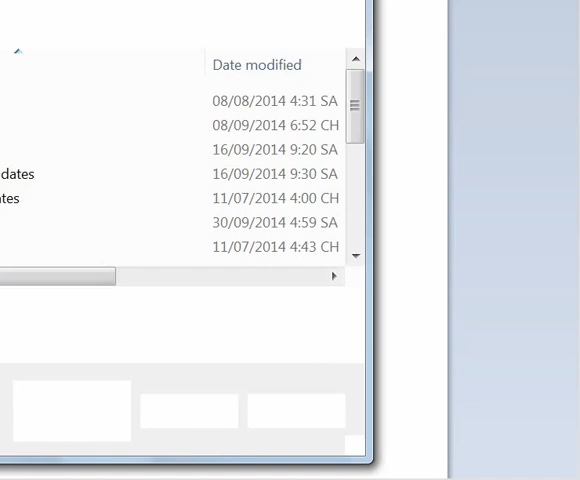 Date modified
08/08/2014 4:31 SA
08/09/2014 6:52 CH
16/09/2014 9:20 SA
dates 16/09/2014 9:30 SA
ates 11/07/2014 4:00 CH
30/09/2014 4:59 SA
11/07/2014 4:43 CH